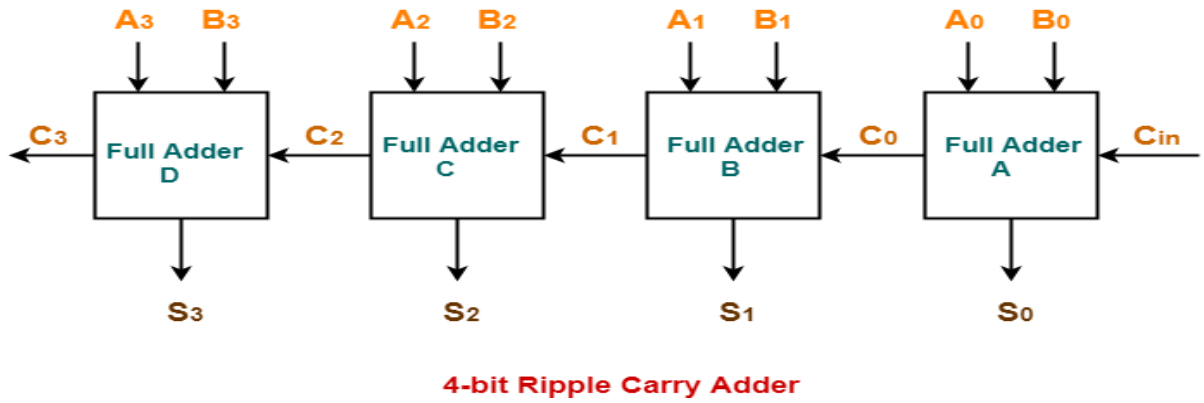 A3 B3 A2 B2 A1 B1 A0 B0
C3 Full Adder D C2 Full Adder C C1 Full Adder B C0 Full Adder A Cin
S3 S2 S1 S0
4-bit Ripple Carry Adder